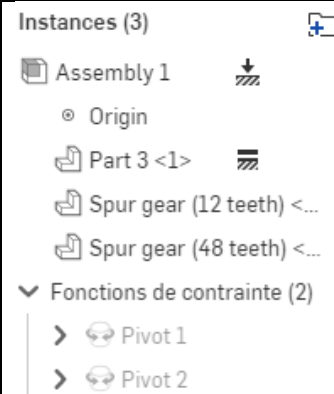 Instances (3)
Assembly 1
Origin
Part 3 <1>
Spur gear (12 teeth) <...
Spur gear (48 teeth) <...
Fonctions de contrainte (2)
Pivot 1
Pivot 2